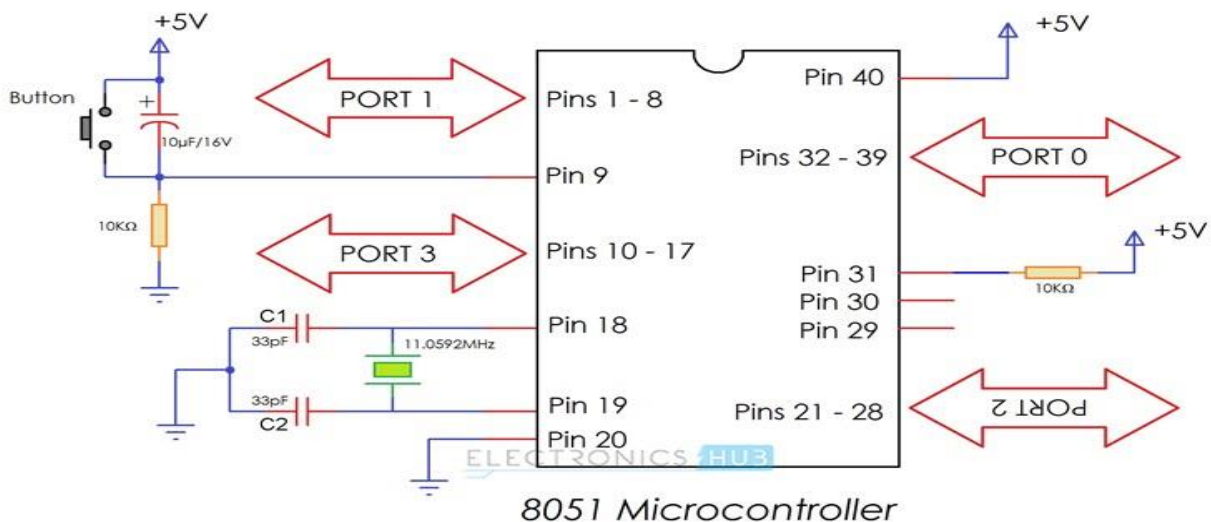 +5V
Button
+
10µF/16V
10KΩ
PORT 1
Pins 1 - 8
Pin 9
PORT 3
Pins 10 - 17
C1
33pF
11.0592MHz
33pF
C2
Pin 18
Pin 19
Pin 20
Pin 40
+5V
Pins 32 - 39
PORT 0
Pin 31
10KΩ
+5V
Pin 30
Pin 29
Pins 21 - 28
PORT 2
ELECTRONICS HUB
8051 Microcontroller